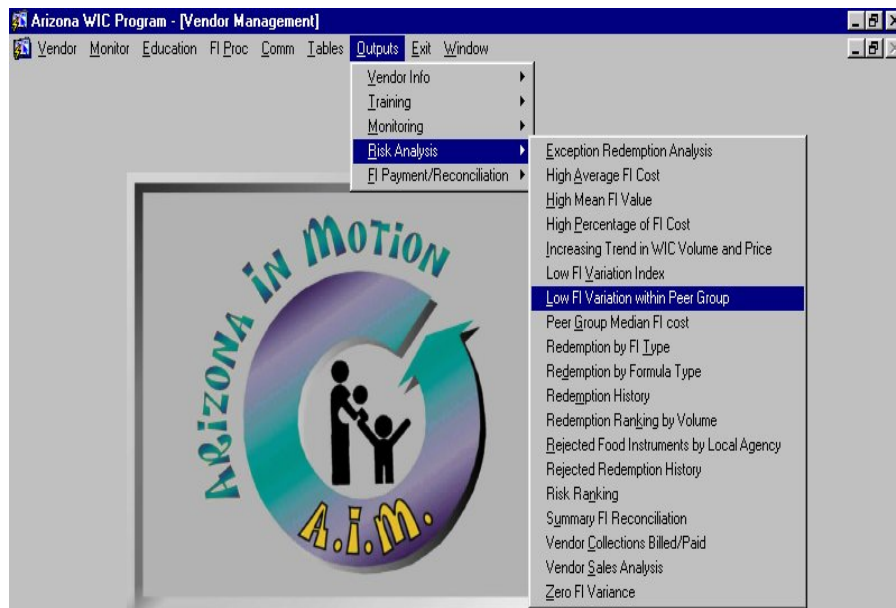 Arizona WIC Program - [Vendor Management]
Vendor Monitor Education FI Proc Comm Tables Outputs Exit Window
Vendor Info
Training
Monitoring
Risk Analysis
FI Payment/Reconciliation
Exception Redemption Analysis
High Average FI Cost
High Mean FI Value
High Percentage of FI Cost
Increasing Trend in WIC Volume and Price
Low FI Variation Index
Low FI Variation within Peer Group
Peer Group Median FI cost
Redemption by FI Type
Redemption by Formula Type
Redemption History
Redemption Ranking by Volume
Rejected Food Instruments by Local Agency
Rejected Redemption History
Risk Ranking
Summary FI Reconciliation
Vendor Collections Billed/Paid
Vendor Sales Analysis
Zero FI Variance
ARiZONA iN MOTiON
A.i.M.